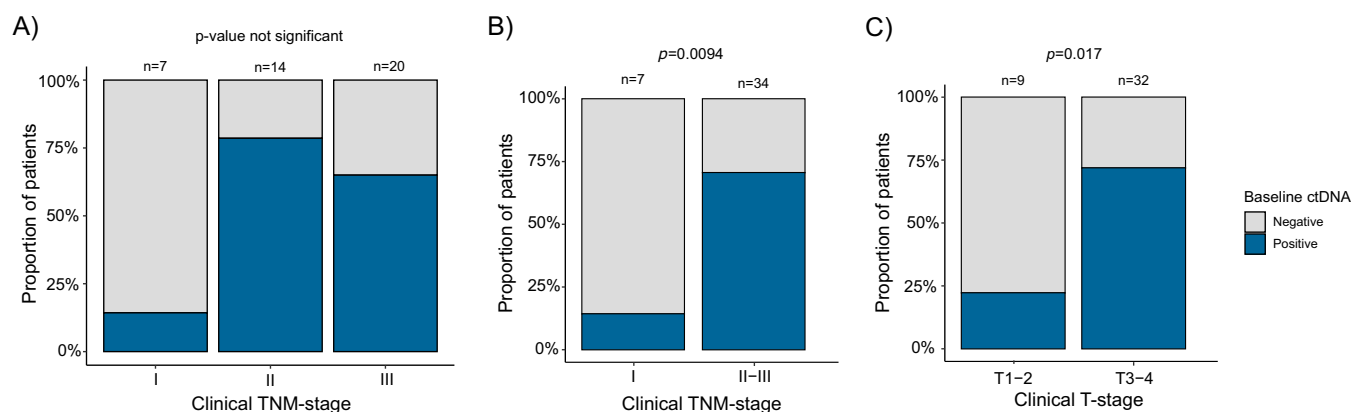 A)
p-value not significant
n=7 n=14 n=20
100%
75%
50%
25%
0%
Proportion of patients
I II III
Clinical TNM-stage
B)
p=0.0094
n=7 n=34
100%
75%
50%
25%
0%
Proportion of patients
I II−III
Clinical TNM-stage
C)
p=0.017
n=9 n=32
100%
75%
50%
25%
0%
Proportion of patients
T1−2 T3−4
Clinical T-stage
Baseline ctDNA
Negative
Positive